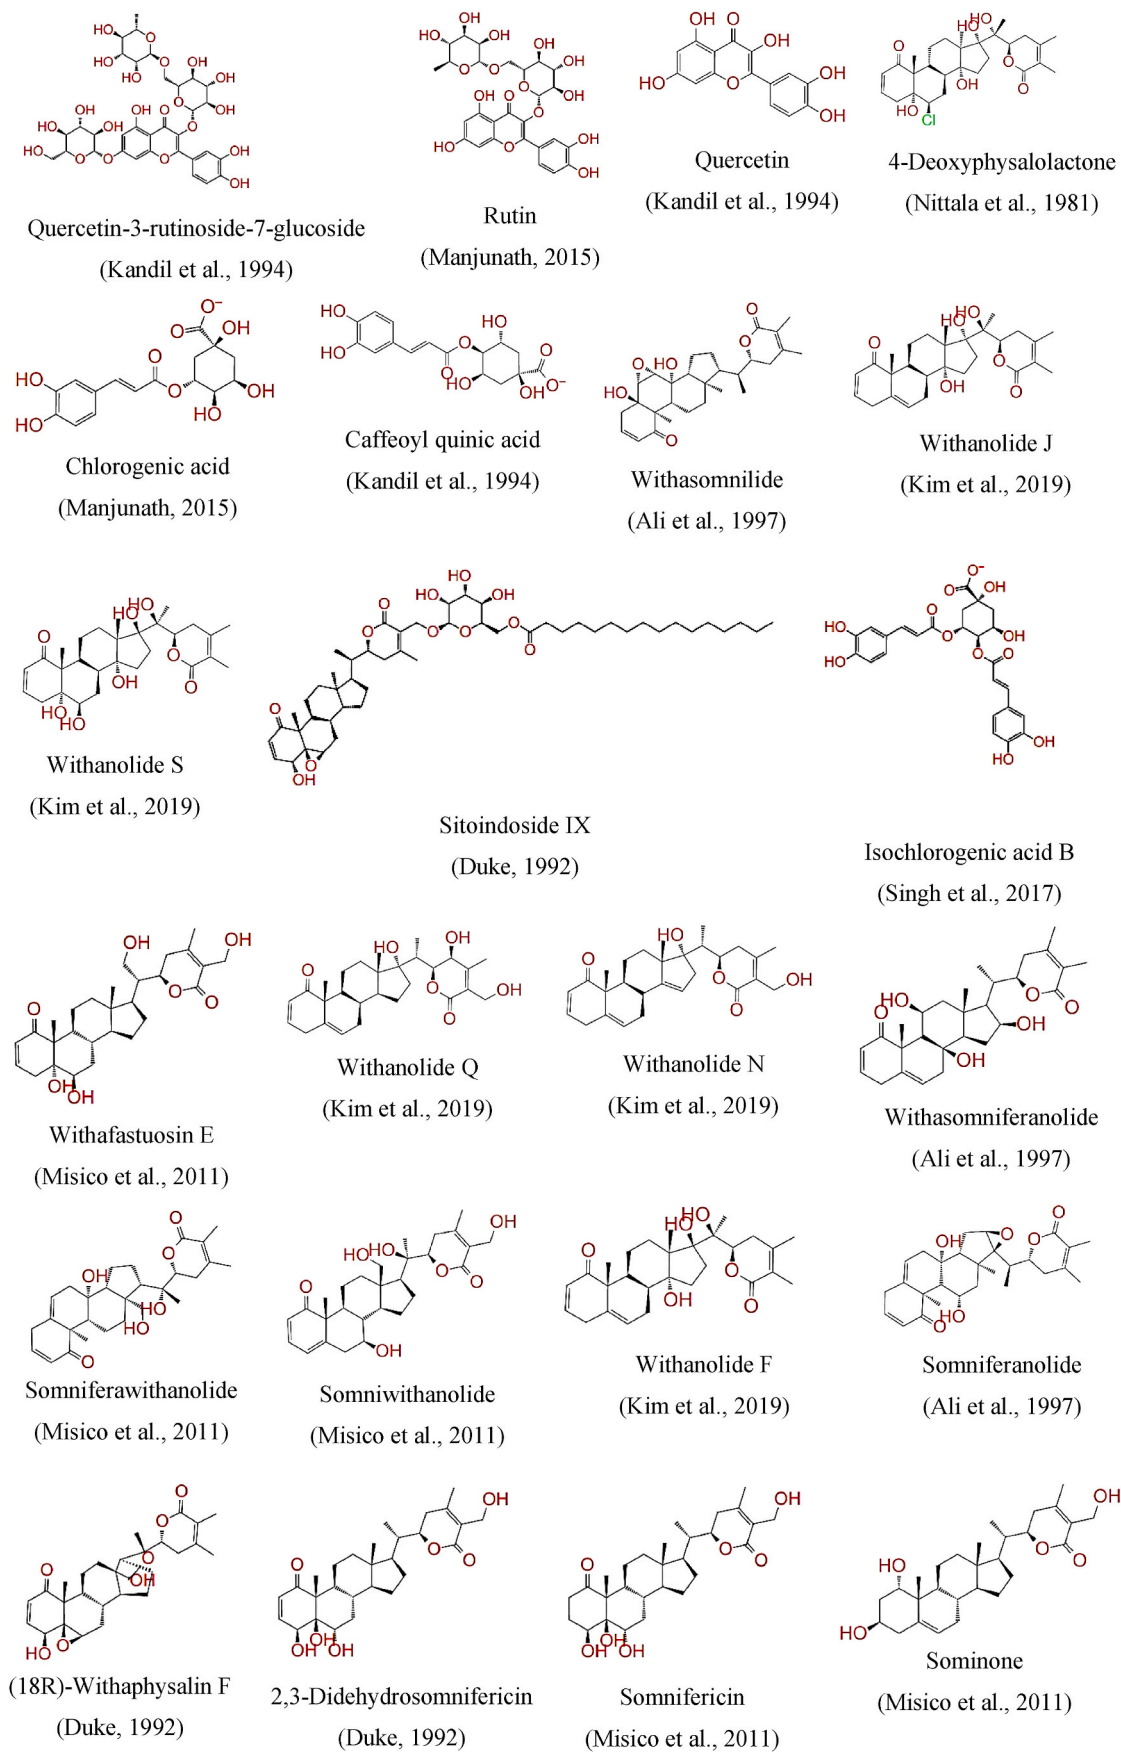 Quercetin-3-rutinoside-7-glucoside
(Kandil et al., 1994)
Rutin
(Manjunath, 2015)
Quercetin
(Kandil et al., 1994)
4-Deoxyphysalolactone
(Nittala et al., 1981)
Chlorogenic acid
(Manjunath, 2015)
Caffeoyl quinic acid
(Kandil et al., 1994)
Withasomnilide
(Ali et al., 1997)
Withanolide J
(Kim et al., 2019)
Withanolide S
(Kim et al., 2019)
Sitoindoside IX
(Duke, 1992)
Isochlorogenic acid B
(Singh et al., 2017)
Withafastuosin E
(Misico et al., 2011)
Withanolide Q
(Kim et al., 2019)
Withanolide N
(Kim et al., 2019)
Withasomniferanolide
(Ali et al., 1997)
Somniferawithanolide
(Misico et al., 2011)
Somniwithanolide
(Misico et al., 2011)
Withanolide F
(Kim et al., 2019)
Somniferanolide
(Ali et al., 1997)
(18R)-Withaphysalin F
(Duke, 1992)
2,3-Didehydrosomnifericin
(Duke, 1992)
Somnifericin
(Misico et al., 2011)
Sominone
(Misico et al., 2011)